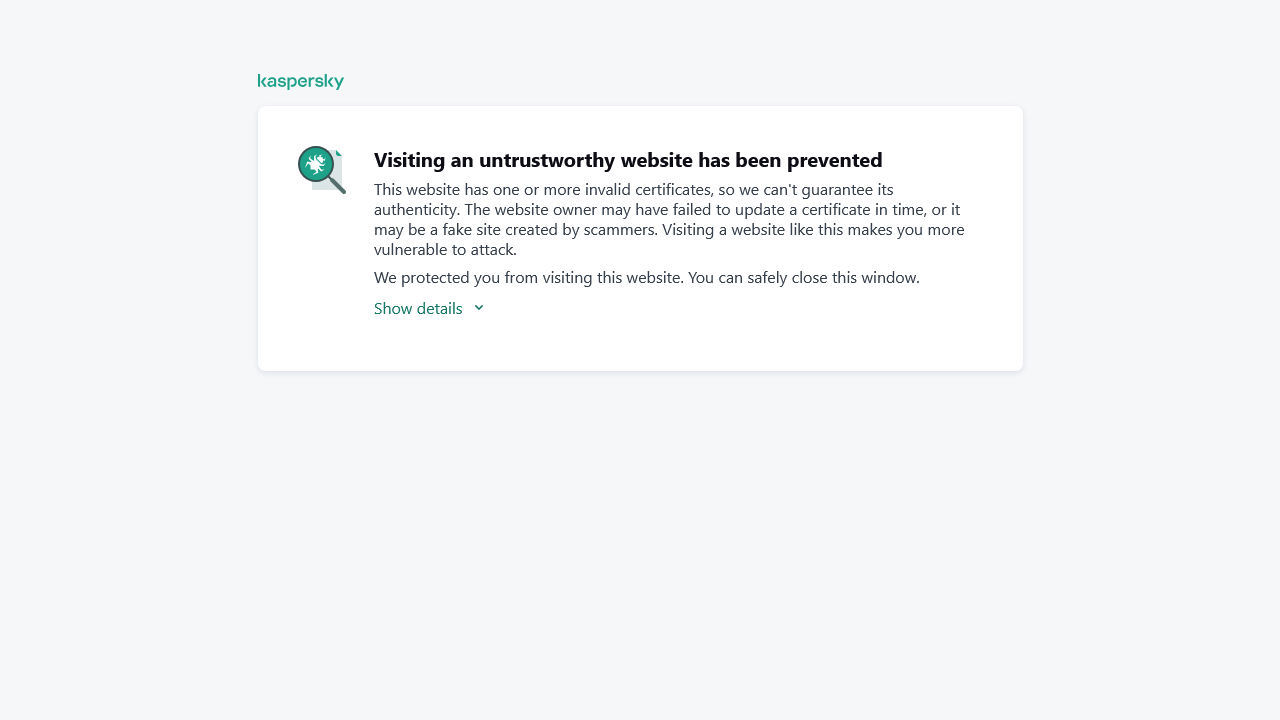 kaspersky
Visiting an untrustworthy website has been prevented
This website has one or more invalid certificates, so we can't guarantee its
authenticity. The website owner may have failed to update a certificate in time, or it
may be a fake site created by scammers. Visiting a website like this makes you more
vulnerable to attack.
We protected you from visiting this website. You can safely close this window.
Show details